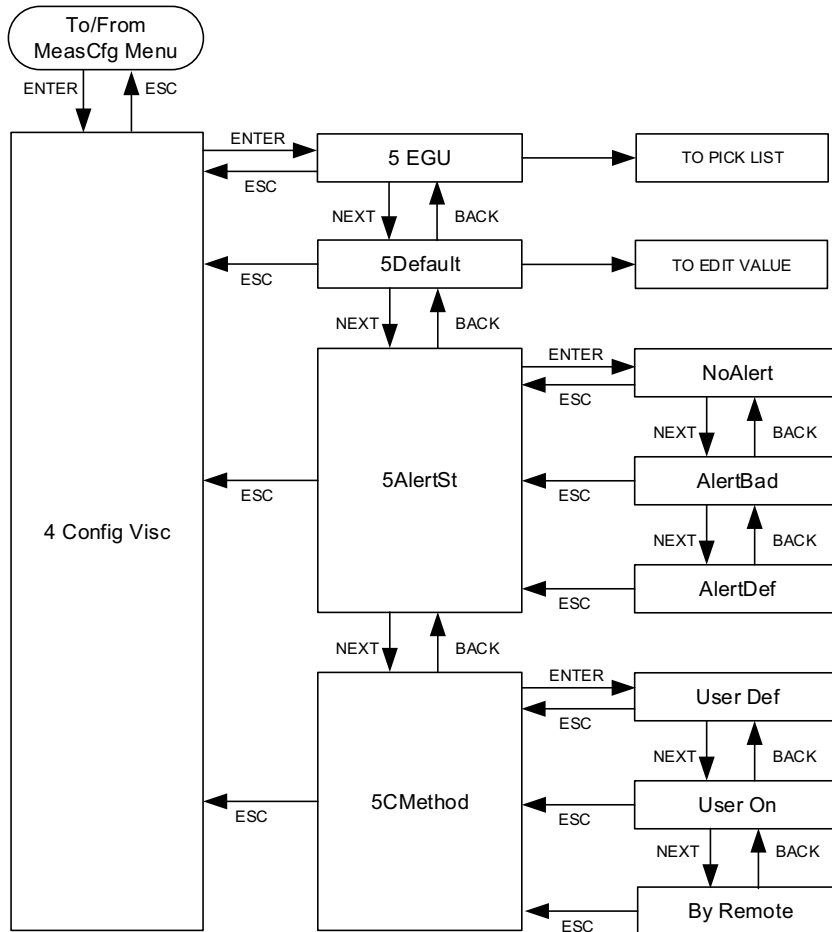 To/From
MeasCfg Menu
ENTER
ESC
ENTER
5 EGU
TO PICK LIST
ESC
NEXT
BACK
5Default
TO EDIT VALUE
ESC
NEXT
BACK
ENTER
NoAlert
ESC
NEXT
BACK
5AlertSt
AlertBad
ESC
ESC
4 Config Visc
NEXT
BACK
AlertDef
ESC
NEXT
BACK
ENTER
User Def
ESC
NEXT
BACK
5CMethod
User On
ESC
ESC
NEXT
BACK
By Remote
ESC